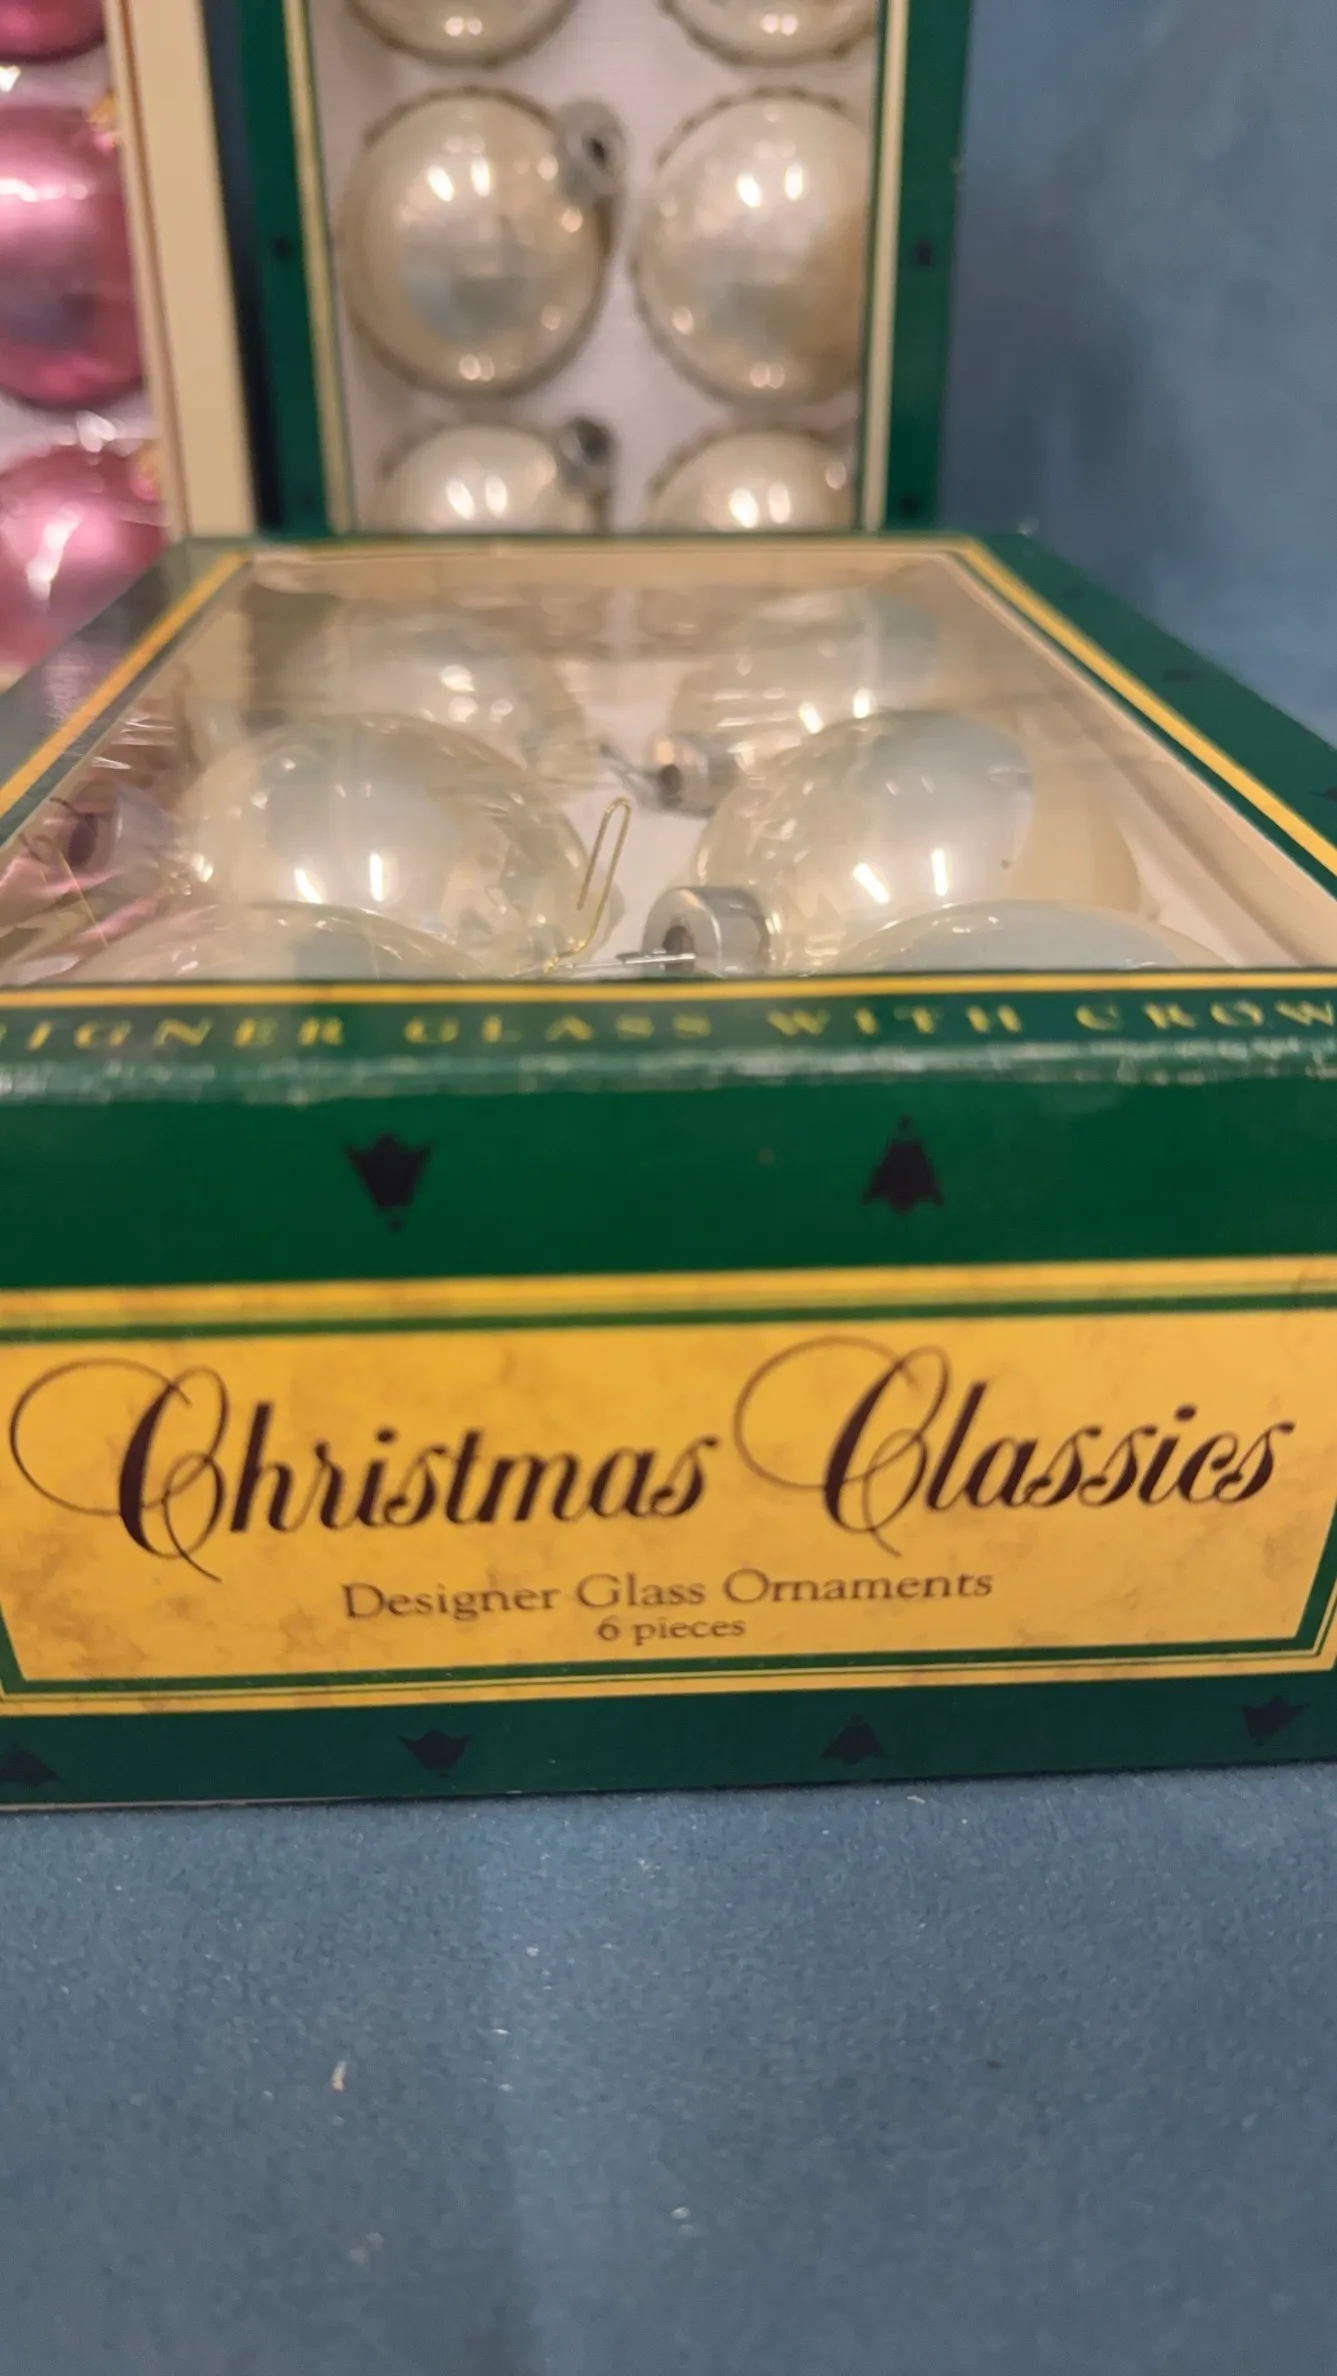 IGNER GLASS WITH CROW
Christmas Classics
Designer Glass Ornaments
6 pieces